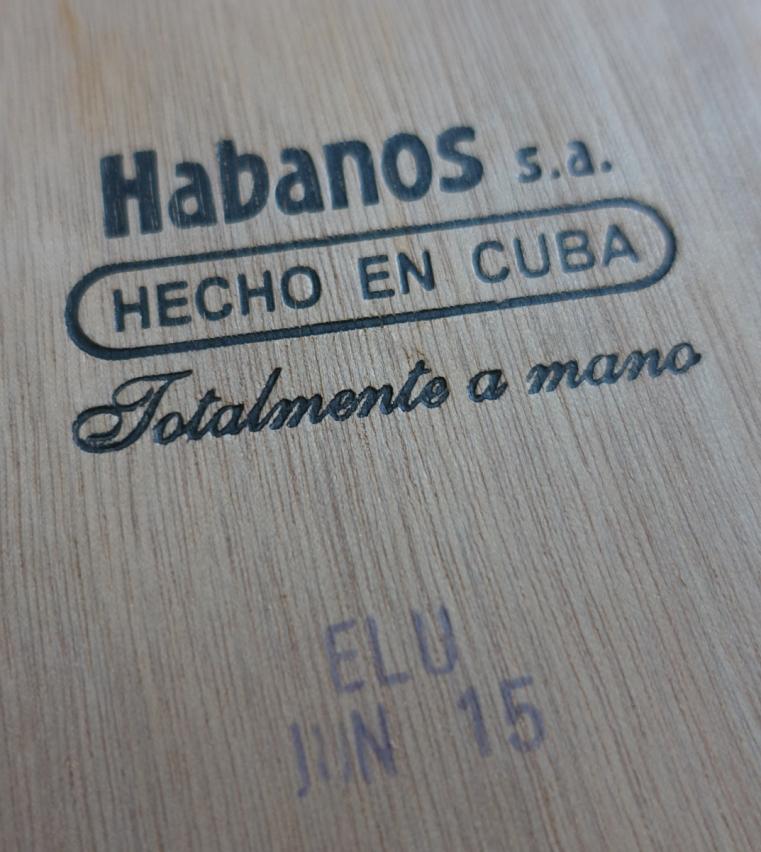 Habanos s.a.
HECHO EN CUBA
Totalmente a mano
ELU
JUN 15